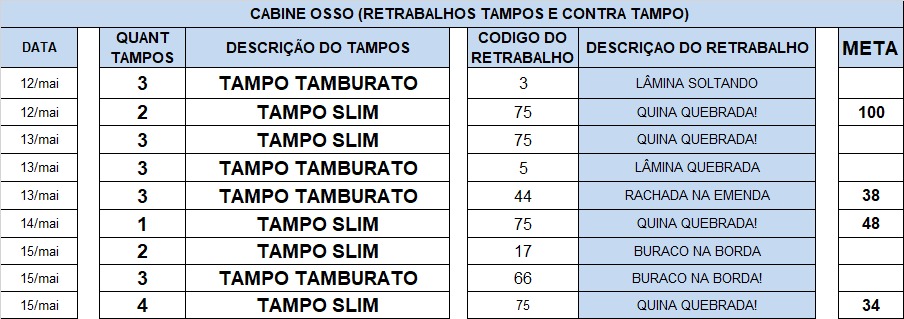 CABINE OSSO (RETRABALHOS TAMPOS E CONTRA TAMPO)
DATA QUANT TAMPOS DESCRIÇÃO DO TAMPOS CODIGO DO RETRABALHO DESCRIÇAO DO RETRABALHO META
12/mai 3 TAMPO TAMBURATO 3 LÂMINA SOLTANDO
12/mai 2 TAMPO SLIM 75 QUINA QUEBRADA! 100
13/mai 3 TAMPO SLIM 75 QUINA QUEBRADA!
13/mai 3 TAMPO TAMBURATO 5 LÂMINA QUEBRADA
13/mai 3 TAMPO TAMBURATO 44 RACHADA NA EMENDA 38
14/mai 1 TAMPO SLIM 75 QUINA QUEBRADA! 48
15/mai 2 TAMPO SLIM 17 BURACO NA BORDA
15/mai 3 TAMPO TAMBURATO 66 BURACO NA BORDA!
15/mai 4 TAMPO SLIM 75 QUINA QUEBRADA! 34